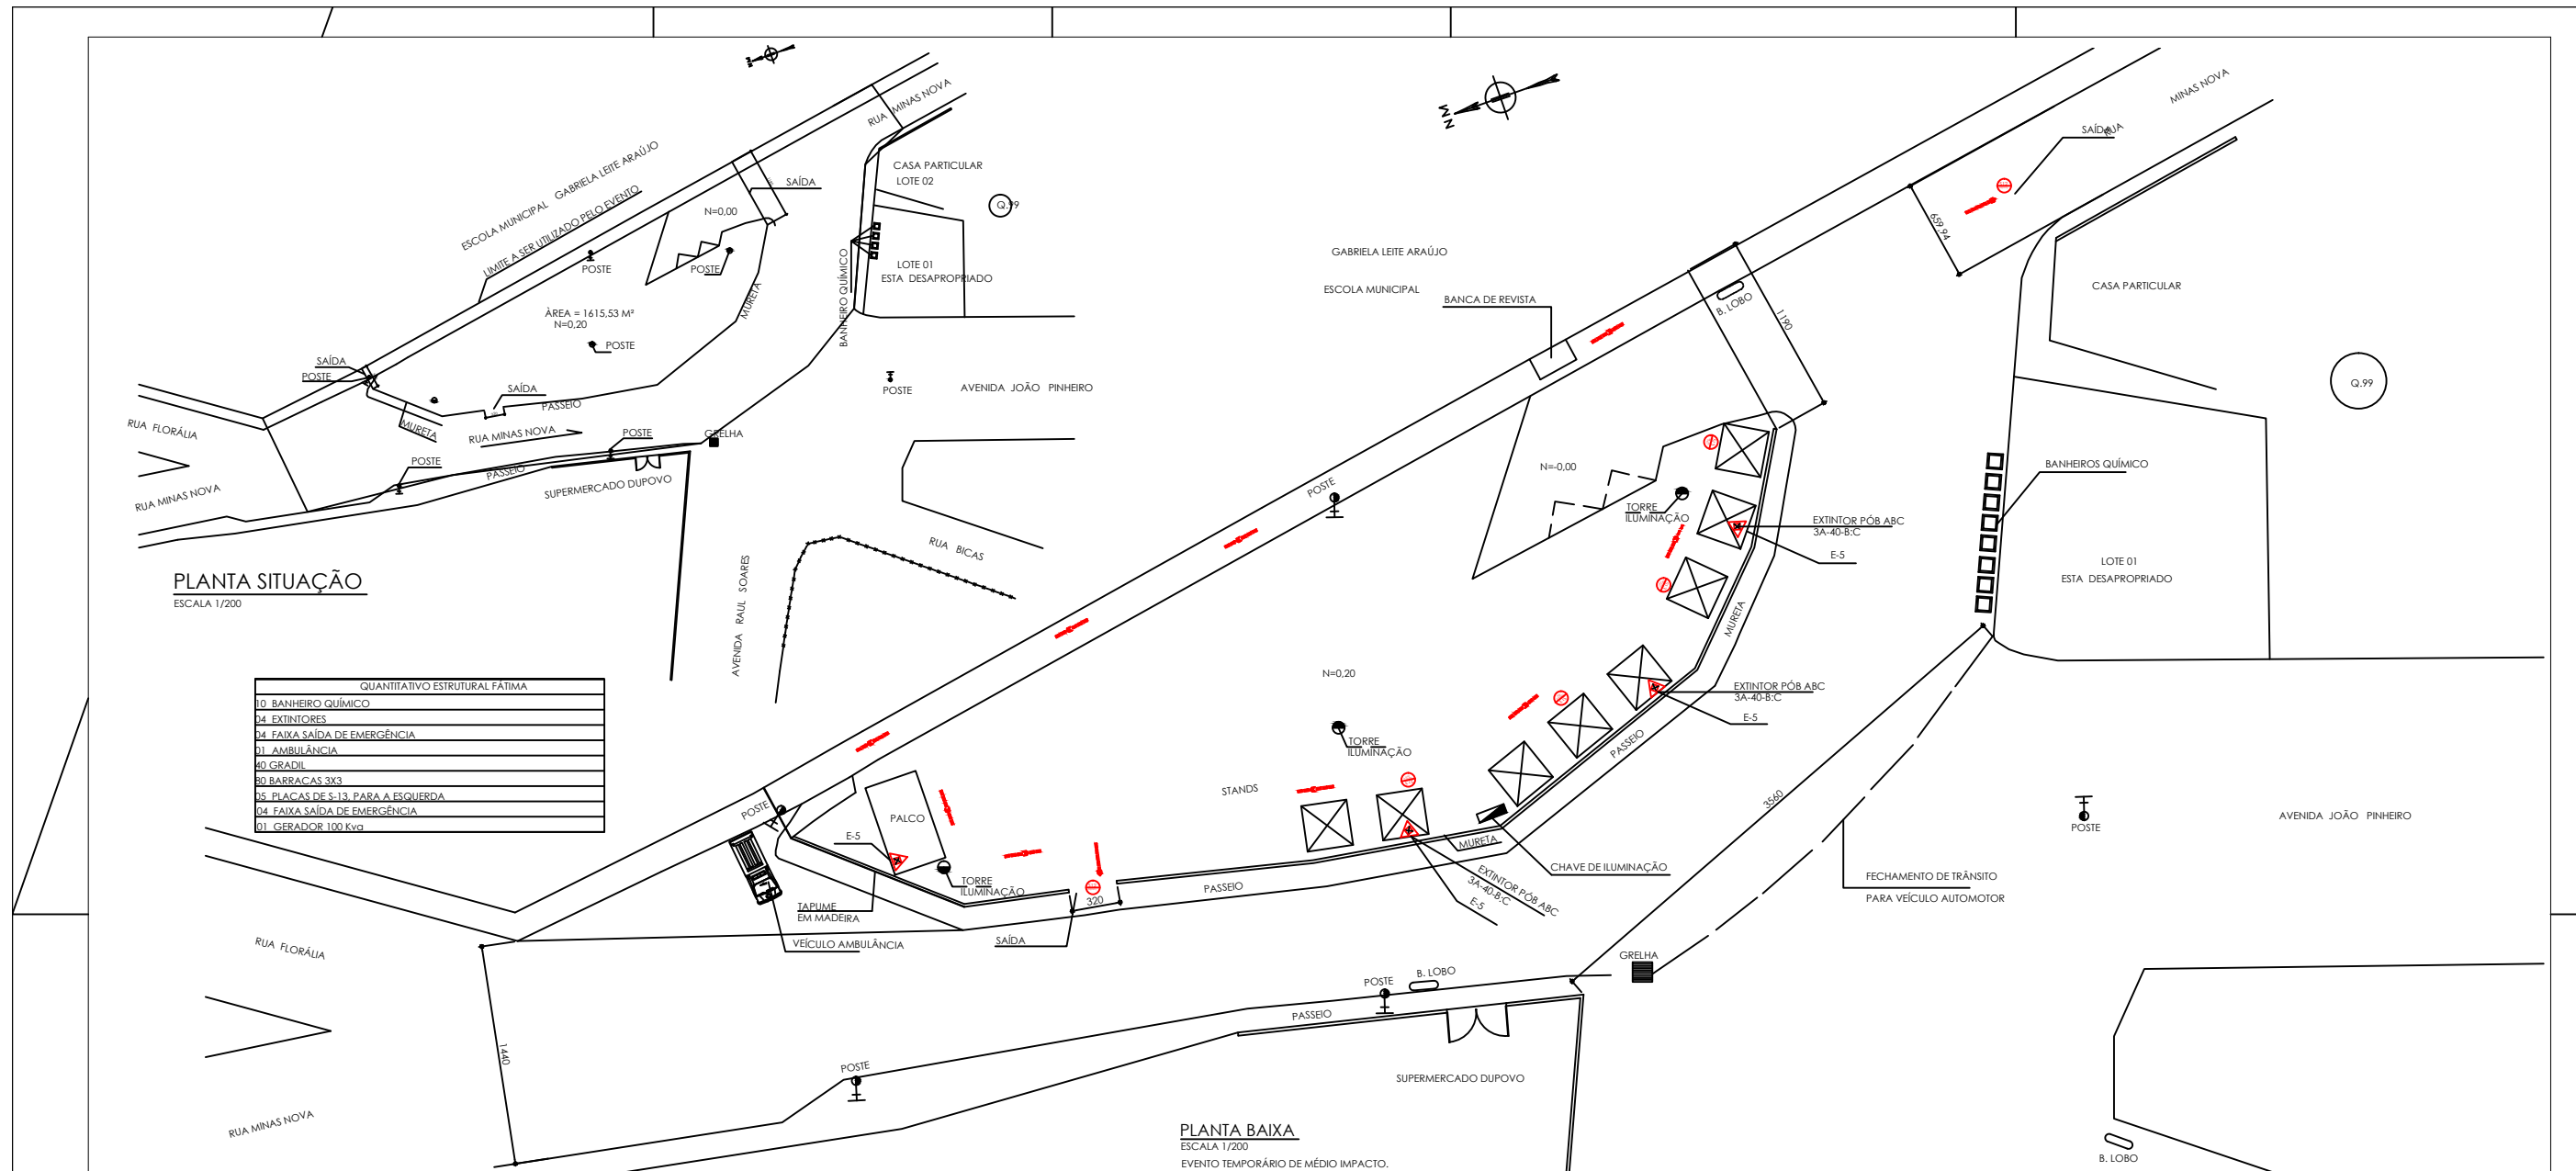 RUA MINAS NOVA
ESCOLA MUNICIPAL GABRIELA LEITE ARAÚJO
LIMITE A SER UTILIZADO PELO EVENTO
SAÍDA
CASA PARTICULAR
LOTE 02
Q.99
N=0,00
POSTE
POSTE
LOTE 01
ESTA DESAPROPRIADO
BANHEIRO QUÍMICO
MURETA
ÀREA = 1615,53 M²
N=0,20
POSTE
SAÍDA
POSTE
SAÍDA
PASSEIO
MURETA
POSTE
AVENIDA JOÃO PINHEIRO
RUA FLORÁLIA
RUA MINAS NOVA
POSTE
GRELHA
POSTE
PASSEIO
SUPERMERCADO DUPOVO
RUA MINAS NOVA
RUA BICAS
AVENIDA RAUL SOARES
PLANTA SITUAÇÃO
ESCALA 1/200
QUANTITATIVO ESTRUTURAL FÁTIMA
10 BANHEIRO QUÍMICO
04 EXTINTORES
04 FAIXA SAÍDA DE EMERGÊNCIA
01 AMBULÂNCIA
40 GRADIL
80 BARRACAS 3X3
05 PLACAS DE S-13, PARA A ESQUERDA
04 FAIXA SAÍDA DE EMERGÊNCIA
01 GERADOR 100 Kva
N M
MINAS NOVA
SAÍDA
RUA
659,94
GABRIELA LEITE ARAÚJO
ESCOLA MUNICIPAL
BANCA DE REVISTA
B. LOBO
1190
CASA PARTICULAR
Q.99
N=-0,00
POSTE
TORRE
ILUMINAÇÃO
BANHEIROS QUÍMICO
EXTINTOR PÓB ABC
3A-40-B:C
E-5
LOTE 01
ESTA DESAPROPRIADO
MURETA
N=0,20
EXTINTOR PÓB ABC
3A-40-B:C
E-5
TORRE
ILUMINAÇÃO
PASSEIO
STANDS
3560
POSTE
AVENIDA JOÃO PINHEIRO
POSTE
PALCO
E-5
MURETA
CHAVE DE ILUMINAÇÃO
TORRE
ILUMINAÇÃO
320
PASSEIO
EXTINTOR PÓB ABC
3A-40-B:C
E-5
FECHAMENTO DE TRÂNSITO
PARA VEÍCULO AUTOMOTOR
TAPUME
EM MADEIRA
VEÍCULO AMBULÂNCIA
SAÍDA
RUA FLORÁLIA
GRELHA
B. LOBO
POSTE
PASSEIO
1440
POSTE
SUPERMERCADO DUPOVO
RUA MINAS NOVA
PLANTA BAIXA
ESCALA 1/200
EVENTO TEMPORÁRIO DE MÉDIO IMPACTO.
B. LOBO